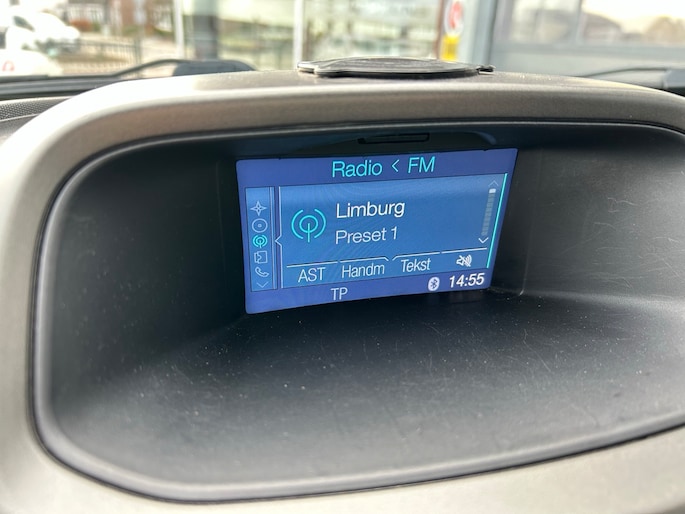 Radio < FM
Limburg
Preset 1
AST Handm Tekst
TP 14:55